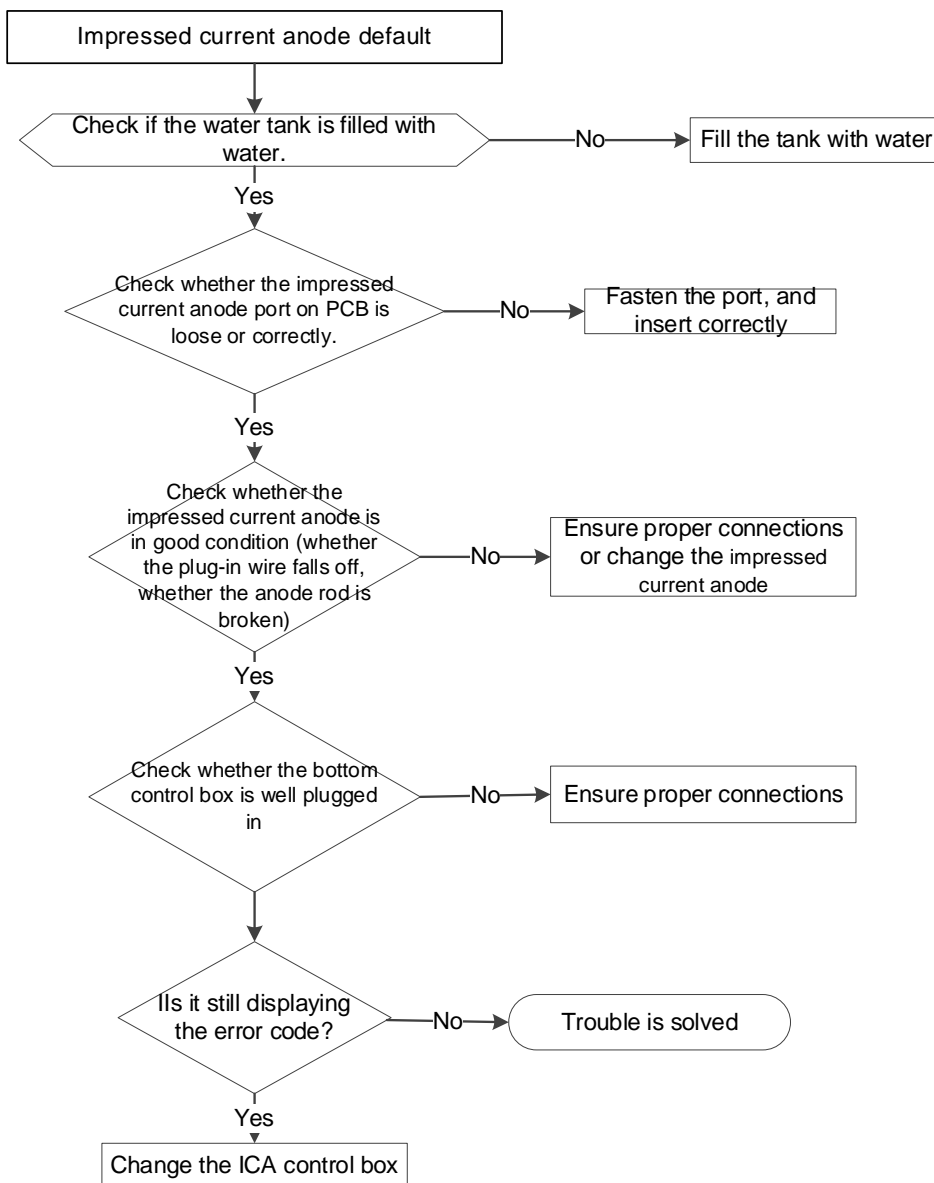 Impressed current anode default
Check if the water tank is filled with
water.
No
Fill the tank with water
Yes
Check whether the impressed
current anode port on PCB is
loose or correctly.
No
Fasten the port, and
insert correctly
Yes
Check whether the
impressed current anode is
in good condition (whether
the plug-in wire falls off,
whether the anode rod is
broken)
No
Ensure proper connections
or change the impressed
current anode
Yes
Check whether the bottom
control box is well plugged
in
No
Ensure proper connections
IIs it still displaying
the error code?
No
Trouble is solved
Yes
Change the ICA control box